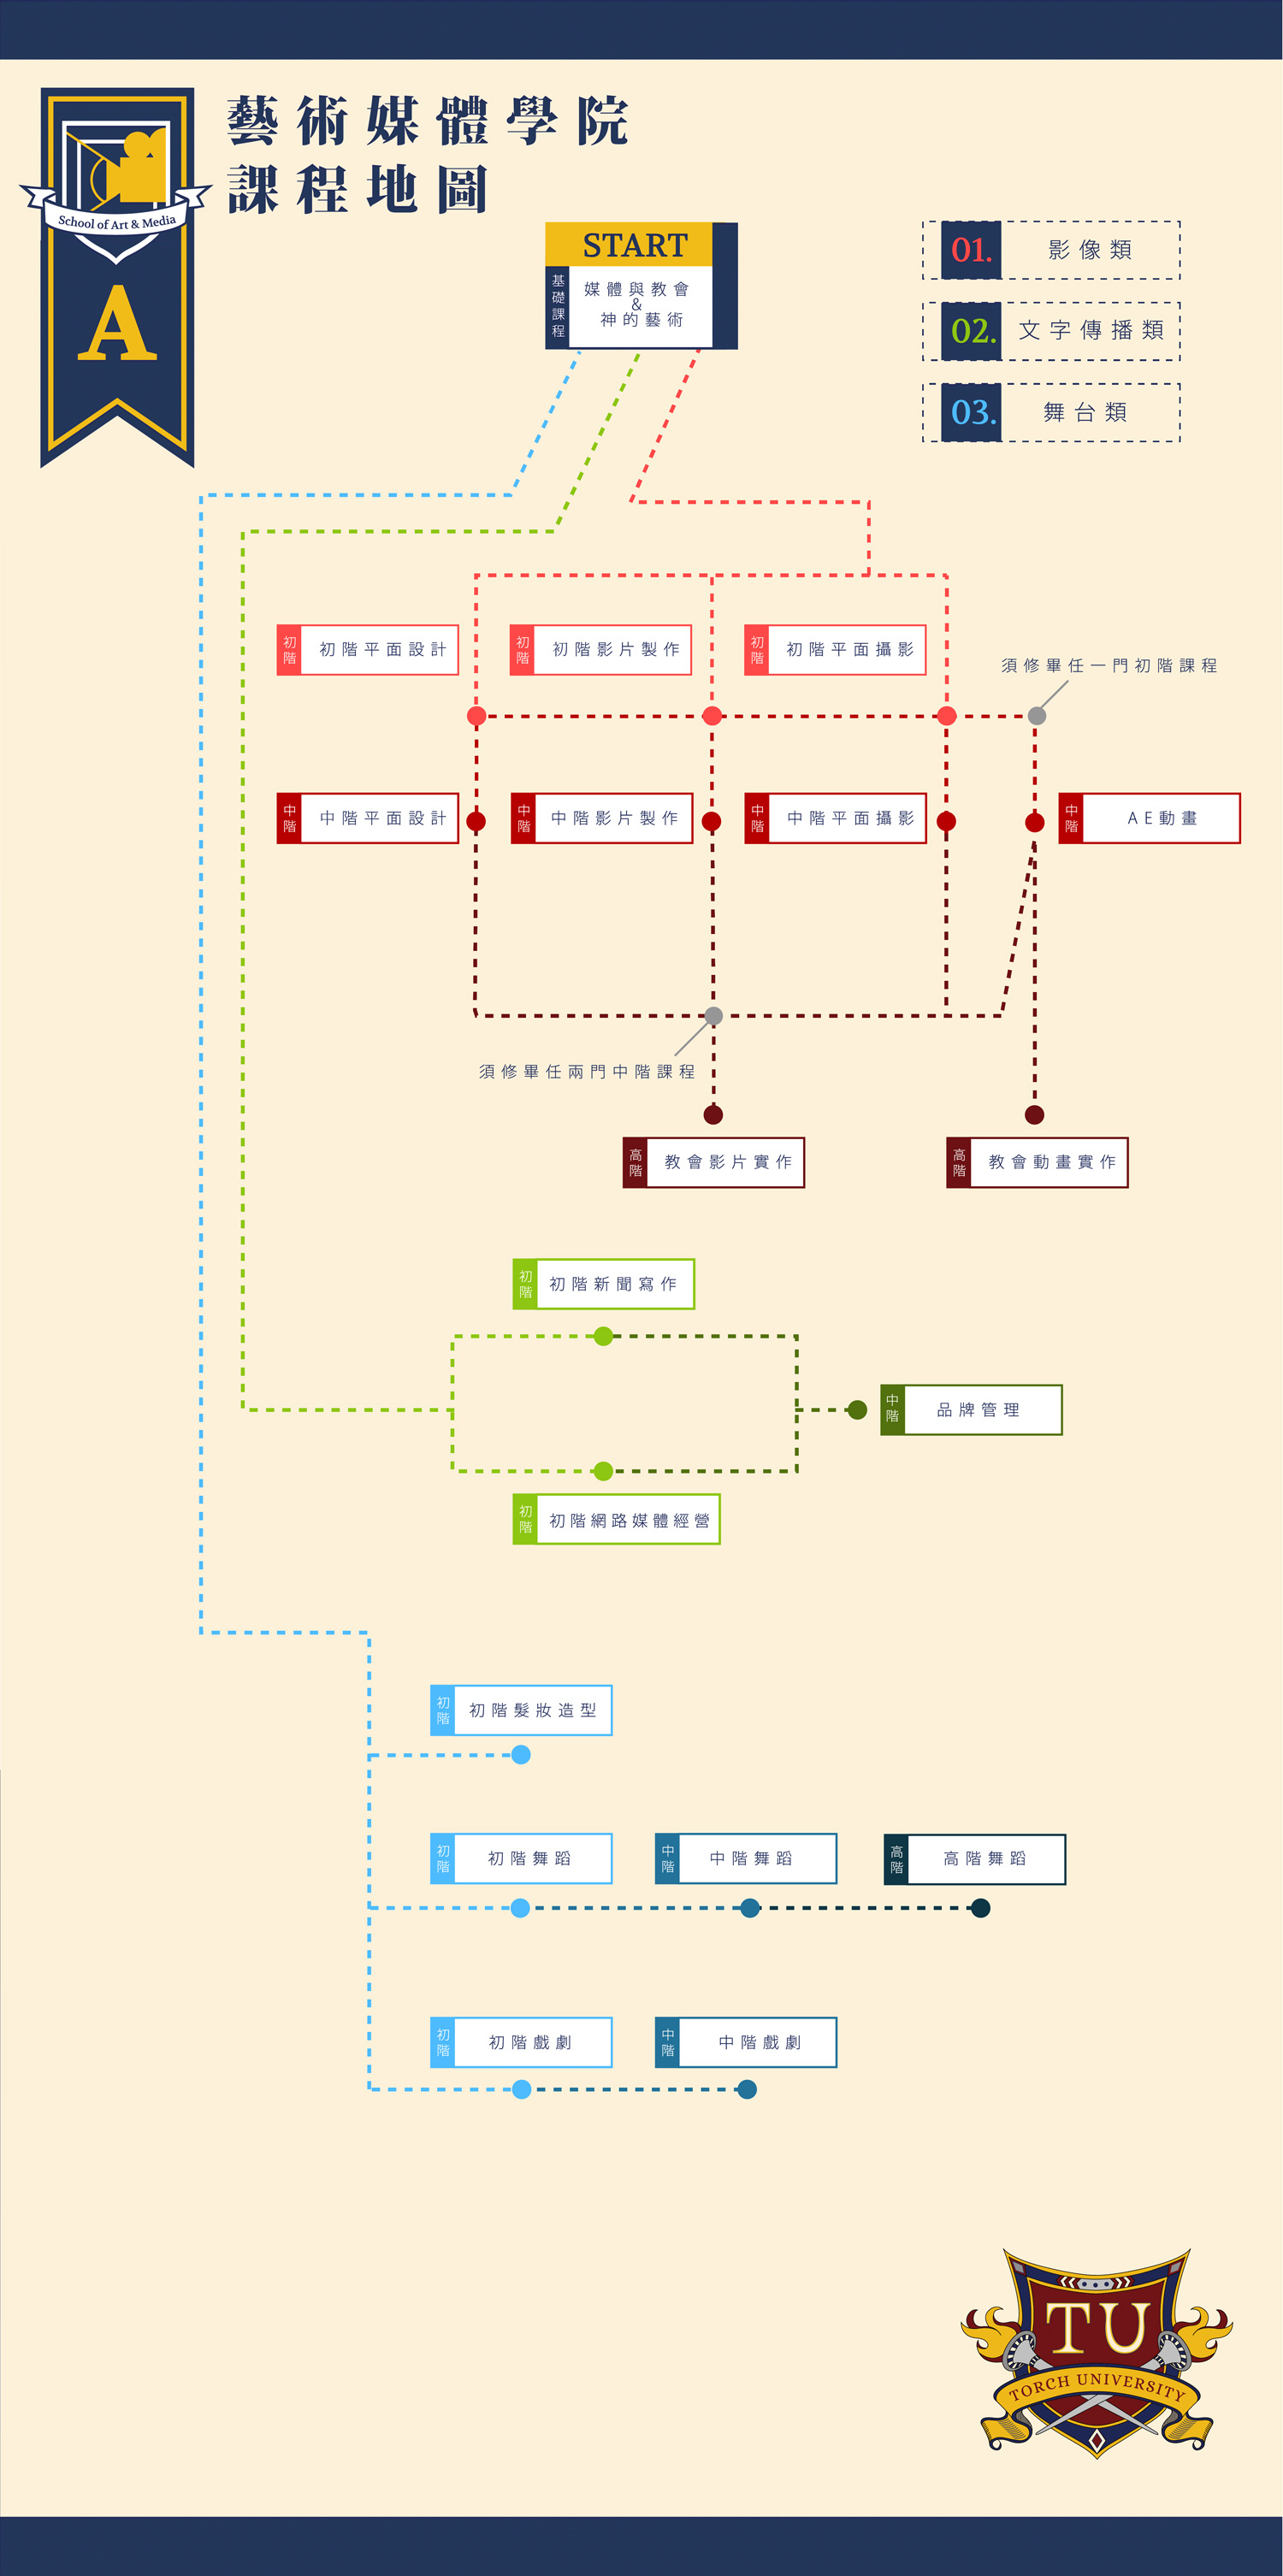 藝術媒體學院
課程地圖
School of Art & Media
A
START
基礎課程
媒體與教會
&
神的藝術
01. 影像類
02. 文字傳播類
03. 舞台類
初階 初階平面設計
初階 初階影片製作
初階 初階平面攝影
須修畢任一門初階課程
中階 中階平面設計
中階 中階影片製作
中階 中階平面攝影
中階 AE動畫
須修畢任兩門中階課程
高階 教會影片實作
高階 教會動畫實作
初階 初階新聞寫作
中階 品牌管理
初階 初階網路媒體經營
初階 初階髮妝造型
初階 初階舞蹈
中階 中階舞蹈
高階 高階舞蹈
初階 初階戲劇
中階 中階戲劇
TU
TORCH UNIVERSITY